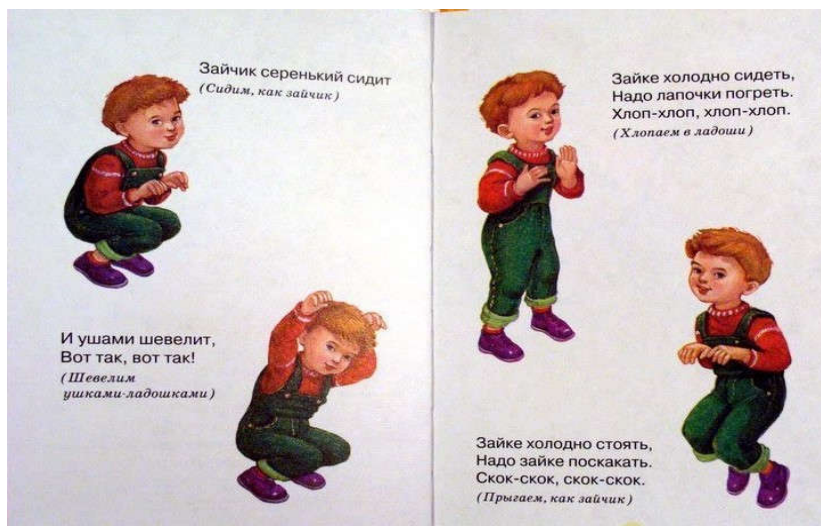 Зайчик серенький сидит
(Сидим, как зайчик)
И ушами шевелит,
Вот так, вот так!
(Шевелим
ушками-ладошками)
Зайке холодно сидеть,
Надо лапочки погреть.
Хлоп-хлоп, хлоп-хлоп.
(Хлопаем в ладоши)
Зайке холодно стоять,
Надо зайке поскакать.
Скок-скок, скок-скок.
(Прыгаем, как зайчик)